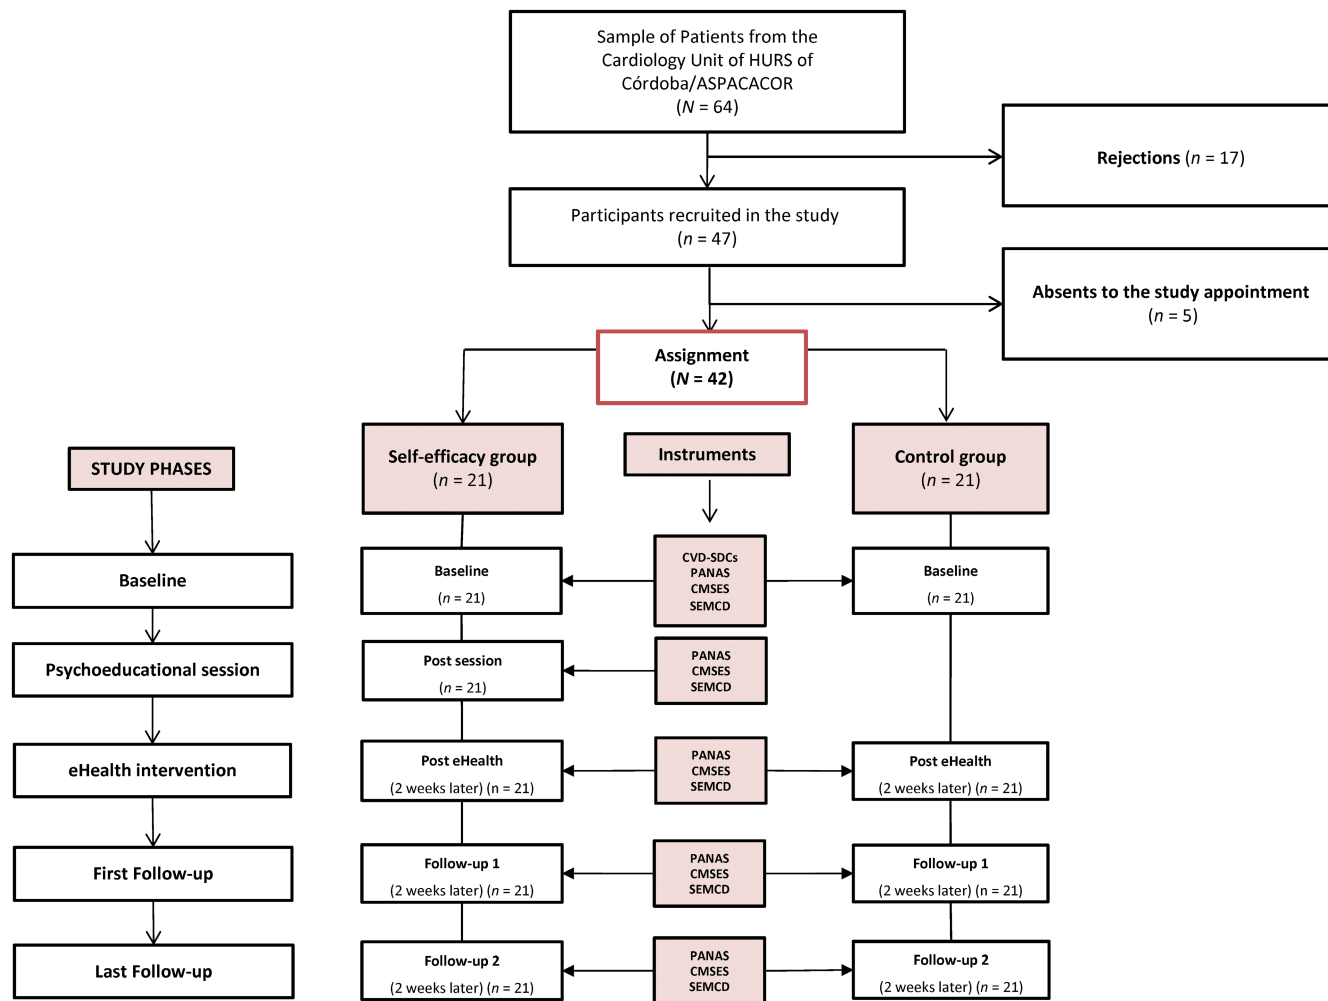 Sample of Patients from the
Cardiology Unit of HURS of
Córdoba/ASPACACOR
(N = 64)
Rejections (n = 17)
Participants recruited in the study
(n = 47)
Absents to the study appointment
(n = 5)
Assignment
(N = 42)
STUDY PHASES
Self-efficacy group
(n = 21)
Instruments
Control group
(n = 21)
Baseline
Baseline
(n = 21)
CVD-SDCs
PANAS
CMSES
SEMCD
Baseline
(n = 21)
Psychoeducational session
Post session
(n = 21)
PANAS
CMSES
SEMCD
eHealth intervention
Post eHealth
(2 weeks later) (n = 21)
PANAS
CMSES
SEMCD
Post eHealth
(2 weeks later) (n = 21)
First Follow-up
Follow-up 1
(2 weeks later) (n = 21)
PANAS
CMSES
SEMCD
Follow-up 1
(2 weeks later) (n = 21)
Last Follow-up
Follow-up 2
(2 weeks later) (n = 21)
PANAS
CMSES
SEMCD
Follow-up 2
(2 weeks later) (n = 21)